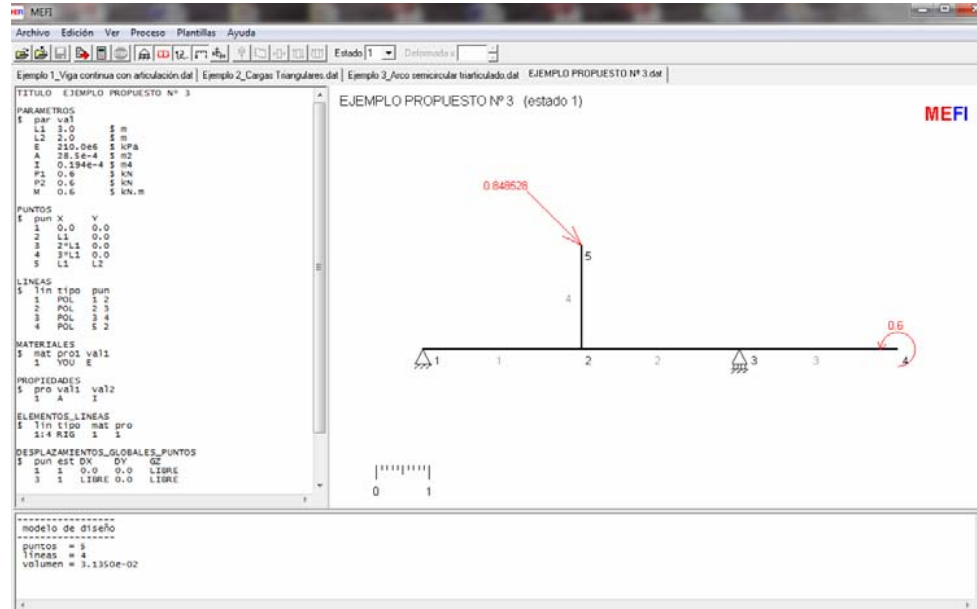 MEFI
Archivo Edición Ver Proceso Plantillas Ayuda
Estado 1 Deformada x
Ejemplo 1_Viga continua con articulación.dat Ejemplo 2_Cargas Triangulares.dat Ejemplo 3_Arco semicircular triarticulado.dat EJEMPLO PROPUESTO Nº 3.dat
TITULO EJEMPLO PROPUESTO Nº 3
PARAMETROS
$ par val
L1 3.0 $ m
L2 2.0 $ m
E 210.0e6 $ kPa
A 28.5e-4 $ m2
I 0.194e-4 $ m4
P1 0.6 $ kN
P2 0.6 $ kN
M 0.6 $ kN.m
PUNTOS
$ pun X Y
1 0.0 0.0
2 L1 0.0
3 2*L1 0.0
4 3*L1 0.0
5 L1 L2
LINEAS
$ lin tipo pun
1 POL 1 2
2 POL 2 3
3 POL 3 4
4 POL 5 2
MATERIALES
$ mat pro1 val1
1 YOU E
PROPIEDADES
$ pro val1 val2
1 A I
ELEMENTOS_LINEAS
$ lin tipo mat pro
1:4 RIG 1 1
DESPLAZAMIENTOS_GLOBALES_PUNTOS
$ pun est DX DY GZ
1 1 0.0 0.0 LIBRE
3 1 LIBRE 0.0 LIBRE
EJEMPLO PROPUESTO Nº 3 (estado 1)
MEFI
0.848528
5
4
0.6
1 1 2 2 3 3 4
0 1
modelo de diseño
puntos = 5
lineas = 4
volumen = 3.1350e-02